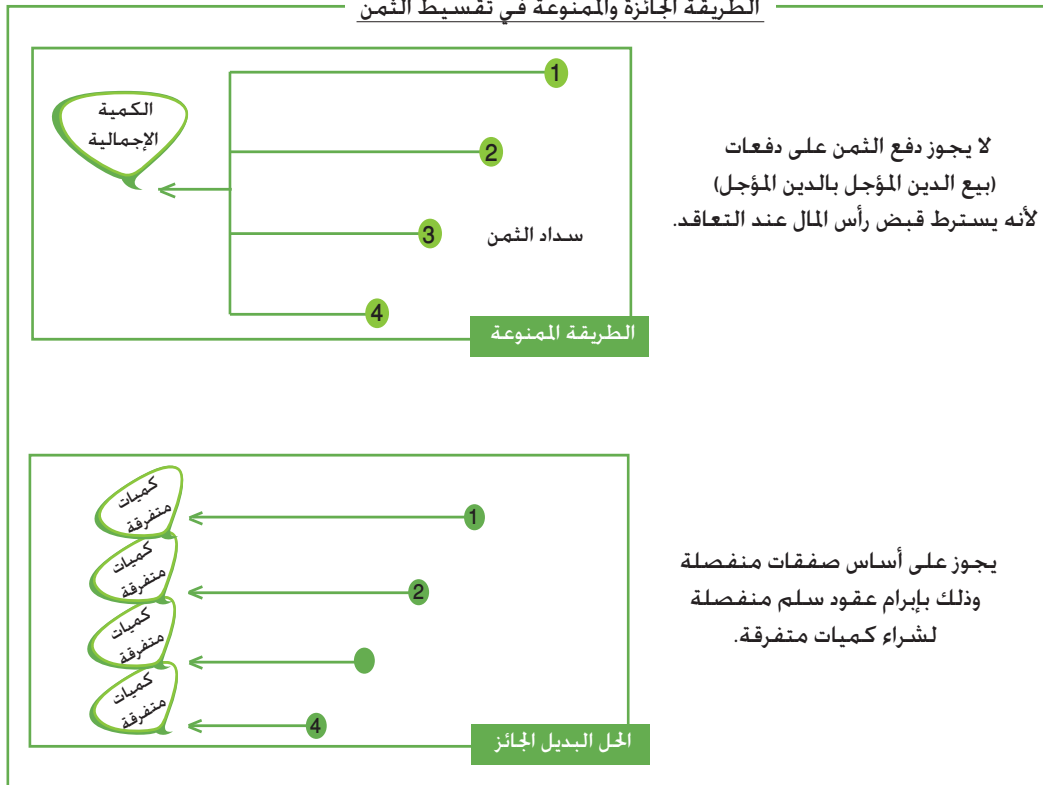 الطريقة الجائزة والممنوعة في تقسيط الثمن
1
الكمية
الإجمالية
2
3
سداد الثمن
4
الطريقة الممنوعة
لا يجوز دفع الثمن على دفعات
(بيع الدين المؤجل بالدين المؤجل)
لأنه يسترط قبض رأس المال عند التعاقد.
كميات
متفرقة
1
كميات
متفرقة
2
كميات
متفرقة
كميات
متفرقة
4
الحل البديل الجائز
يجوز على أساس صفقات منفصلة
وذلك بإبرام عقود سلم منفصلة
لشراء كميات متفرقة.